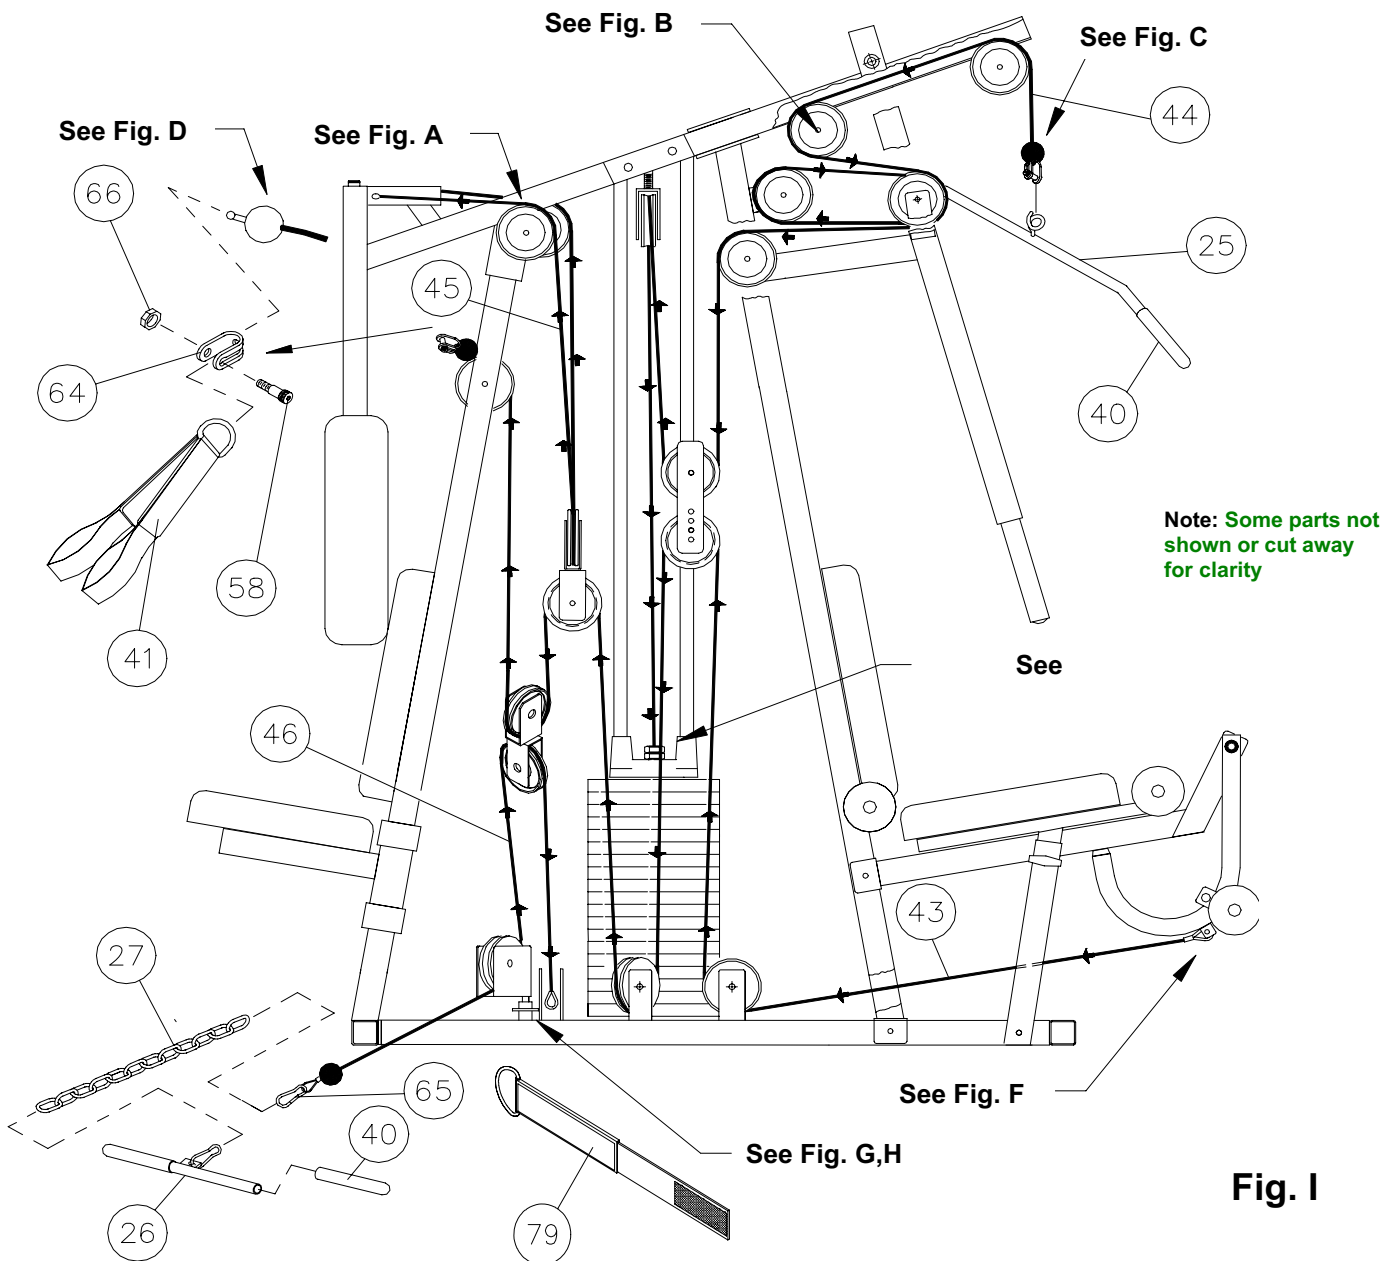 See Fig. B
See Fig. C
44
See Fig. D
See Fig. A
66
25
45
64
40
58
Note: Some parts not
shown or cut away
for clarity
41
See
46
43
27
65
See Fig. F
40
See Fig. G,H
Fig. I
26
79